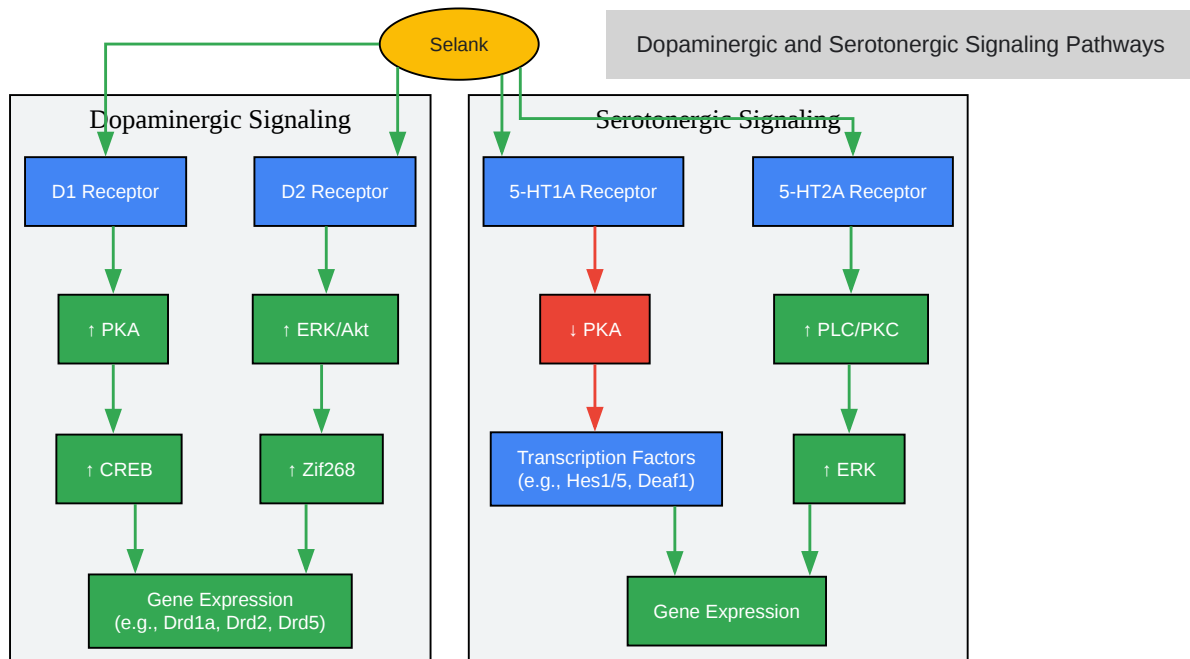 Selank
Dopaminergic and Serotonergic Signaling Pathways
Dopaminergic Signaling
Serotonergic Signaling
D1 Receptor
D2 Receptor
5-HT1A Receptor
5-HT2A Receptor
↑ PKA
↑ ERK/Akt
↓ PKA
↑ PLC/PKC
↑ CREB
↑ Zif268
Transcription Factors
(e.g., Hes1/5, Deaf1)
↑ ERK
Gene Expression
(e.g., Drd1a, Drd2, Drd5)
Gene Expression